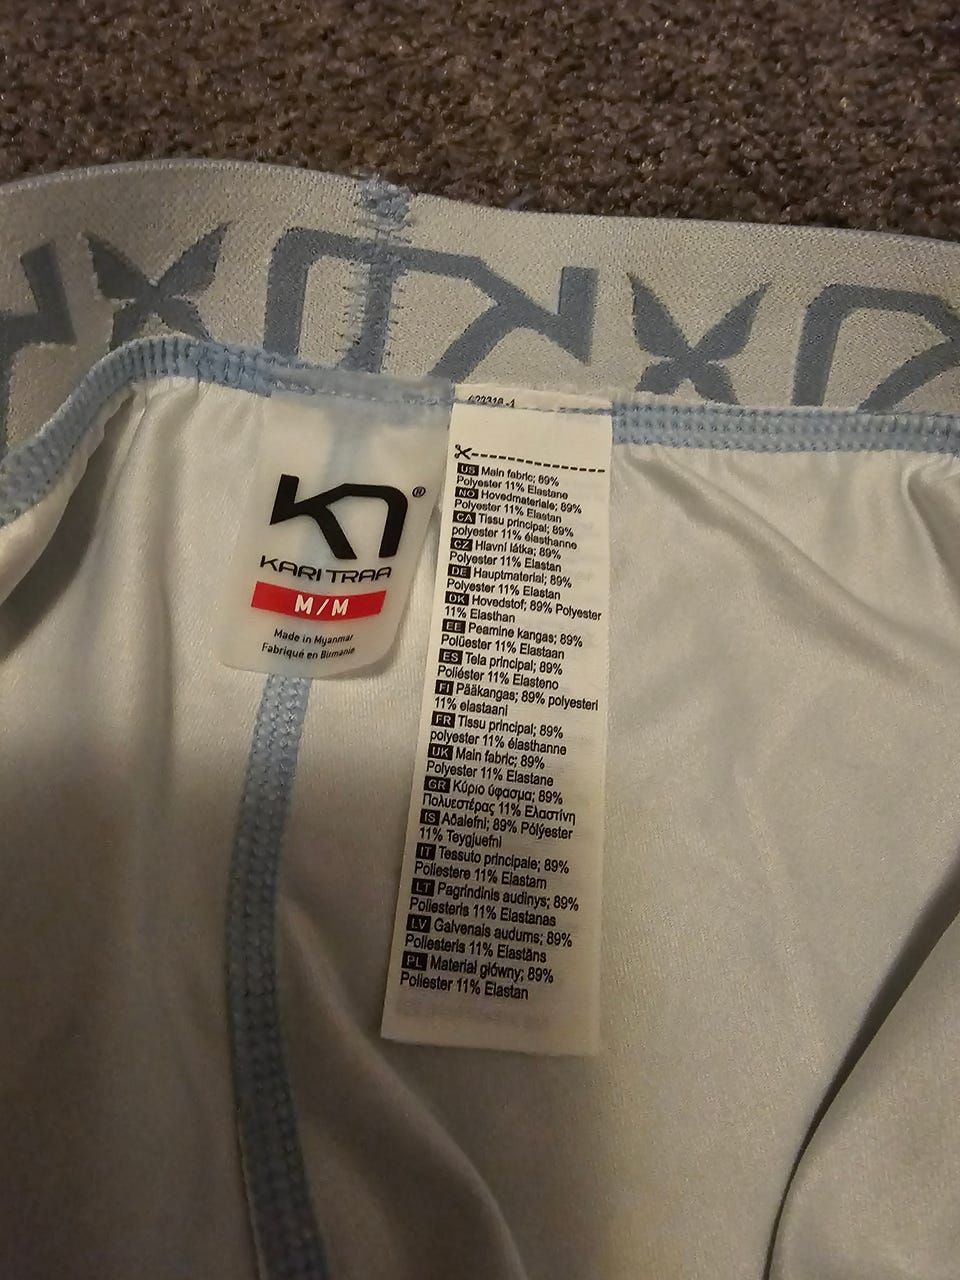 KARI TRAA
M/M
Made in Myanmar
Fabriqué en Birmanie
622316-1
US Main fabric; 89%
Polyester 11% Elastane
NO Hovedmateriale; 89%
Polyester 11% Elastan
CA Tissu principal; 89%
polyester 11% élasthanne
CZ Hlavní látka; 89%
Polyester 11% Elastan
DE Hauptmaterial; 89%
Polyester 11% Elastan
DK Hovedstof; 89% Polyester
11% Elasthan
EE Peamine kangas; 89%
Polüester 11% Elastaan
ES Tela principal; 89%
Poliéster 11% Elasteno
FI Pääkangas; 89% polyesteri
11% elastaani
FR Tissu principal; 89%
polyester 11% élasthanne
UK Main fabric; 89%
Polyester 11% Elastane
GR Κύριο ύφασμα; 89%
Πολυεστέρας 11% Ελαστίνη
IS Aðalefni; 89% Pólýester
11% Teygjuefni
IT Tessuto principale; 89%
Poliestere 11% Elastam
LT Pagrindinis audinys; 89%
Poliesteris 11% Elastanas
LV Galvenais audums; 89%
Poliesteris 11% Elastāns
PL Materiał główny; 89%
Poliester 11% Elastan